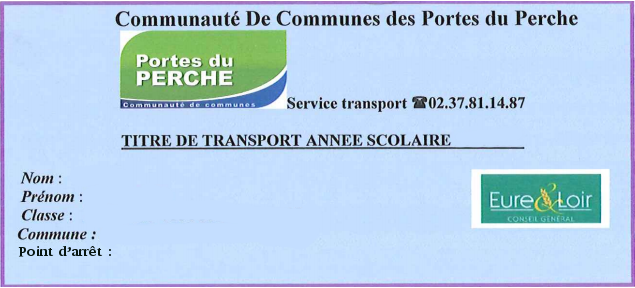 Communauté De Communes des Portes du Perche
Portes du
PERCHE
Communauté de communes
Service transport ☎02.37.81.14.87
TITRE DE TRANSPORT ANNEE SCOLAIRE_________
Nom :
Prénom :
Eure&Loir
Classe :
CONSEIL GÉNÉRAL
Commune :
Point d'arrêt :